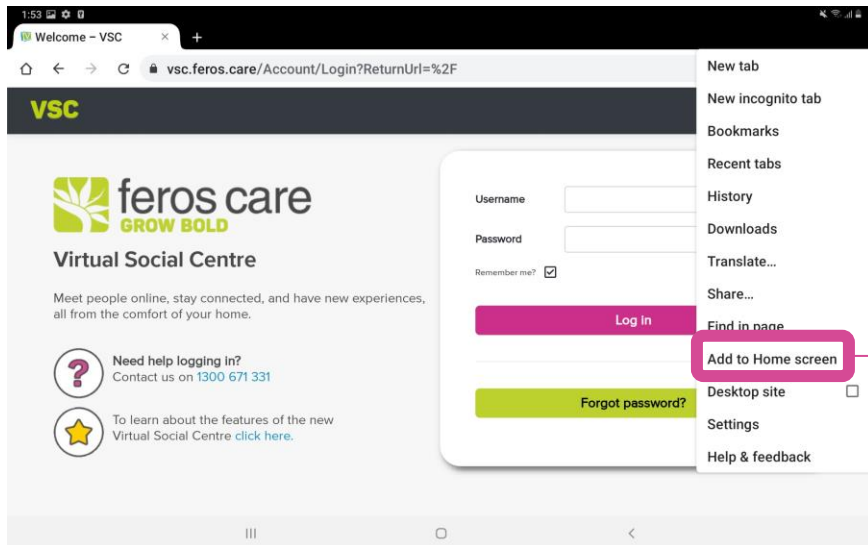 1:53
Welcome – VSC
vsc.feros.care/Account/Login?ReturnUrl=%2F
VSC
feros care
GROW BOLD
Virtual Social Centre
Meet people online, stay connected, and have new experiences,
all from the comfort of your home.
?
Need help logging in?
Contact us on 1300 671 331
To learn about the features of the new
Virtual Social Centre click here.
Username
Password
Remember me?
Log in
Forgot password?
New tab
New incognito tab
Bookmarks
Recent tabs
History
Downloads
Translate...
Share...
Find in page
Add to Home screen
Desktop site
Settings
Help & feedback